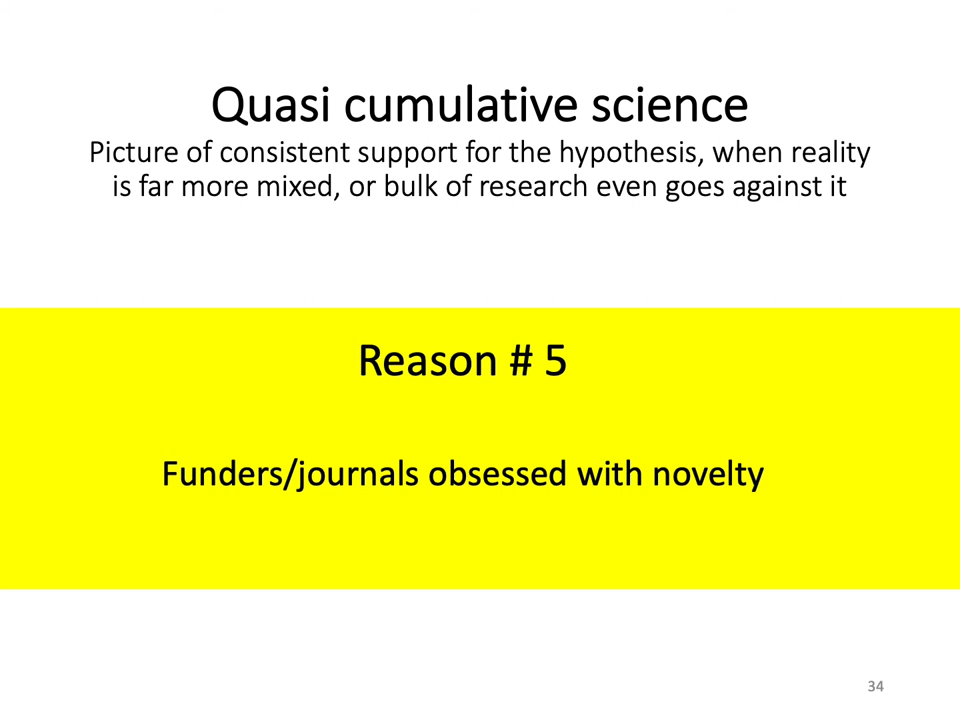 Quasi cumulative science
Picture of consistent support for the hypothesis, when reality
is far more mixed, or bulk of research even goes against it
Reason # 5
Funders/journals obsessed with novelty
34